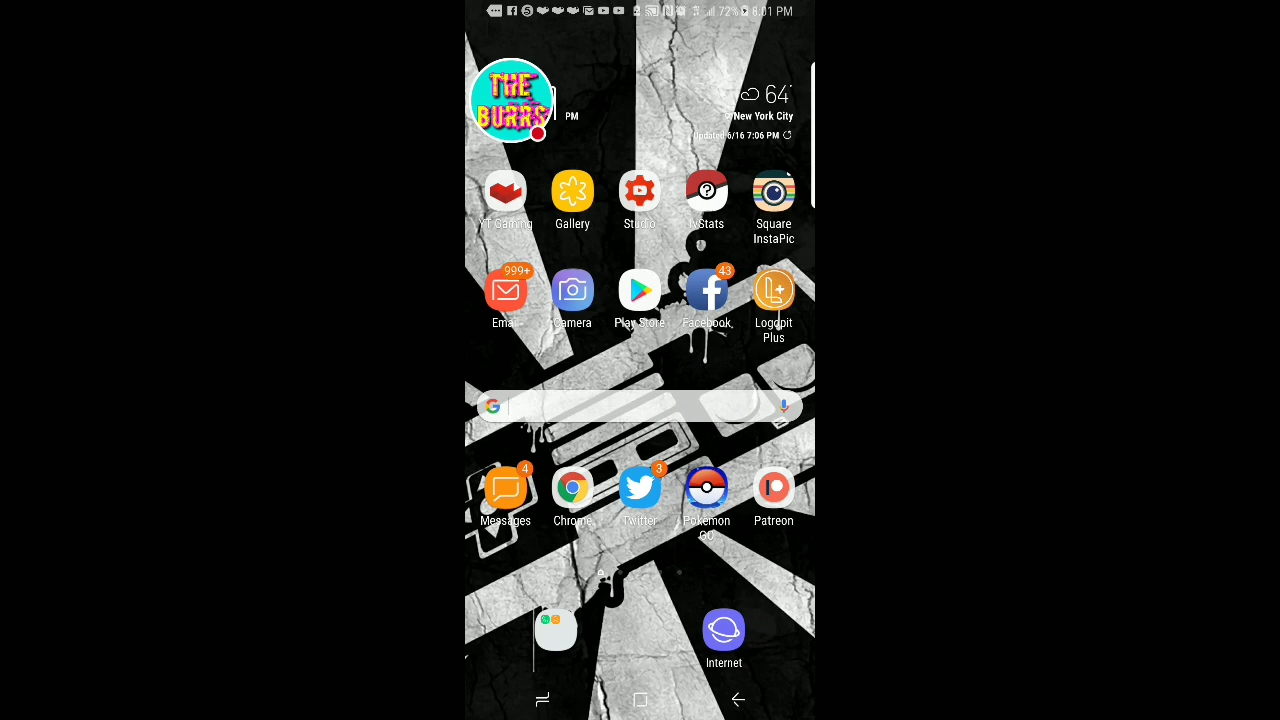 72% 8:01 PM
THE
BURRS
PM
64°
New York City
Updated 6/16 7:06 PM
YT Gaming
Gallery
Studio
IvStats
Square
InstaPic
999+
43
Email
Camera
Play Store
Facebook
Logopit
Plus
4
3
Messages
Chrome
Twitter
Pokémon
GO
Patreon
Internet